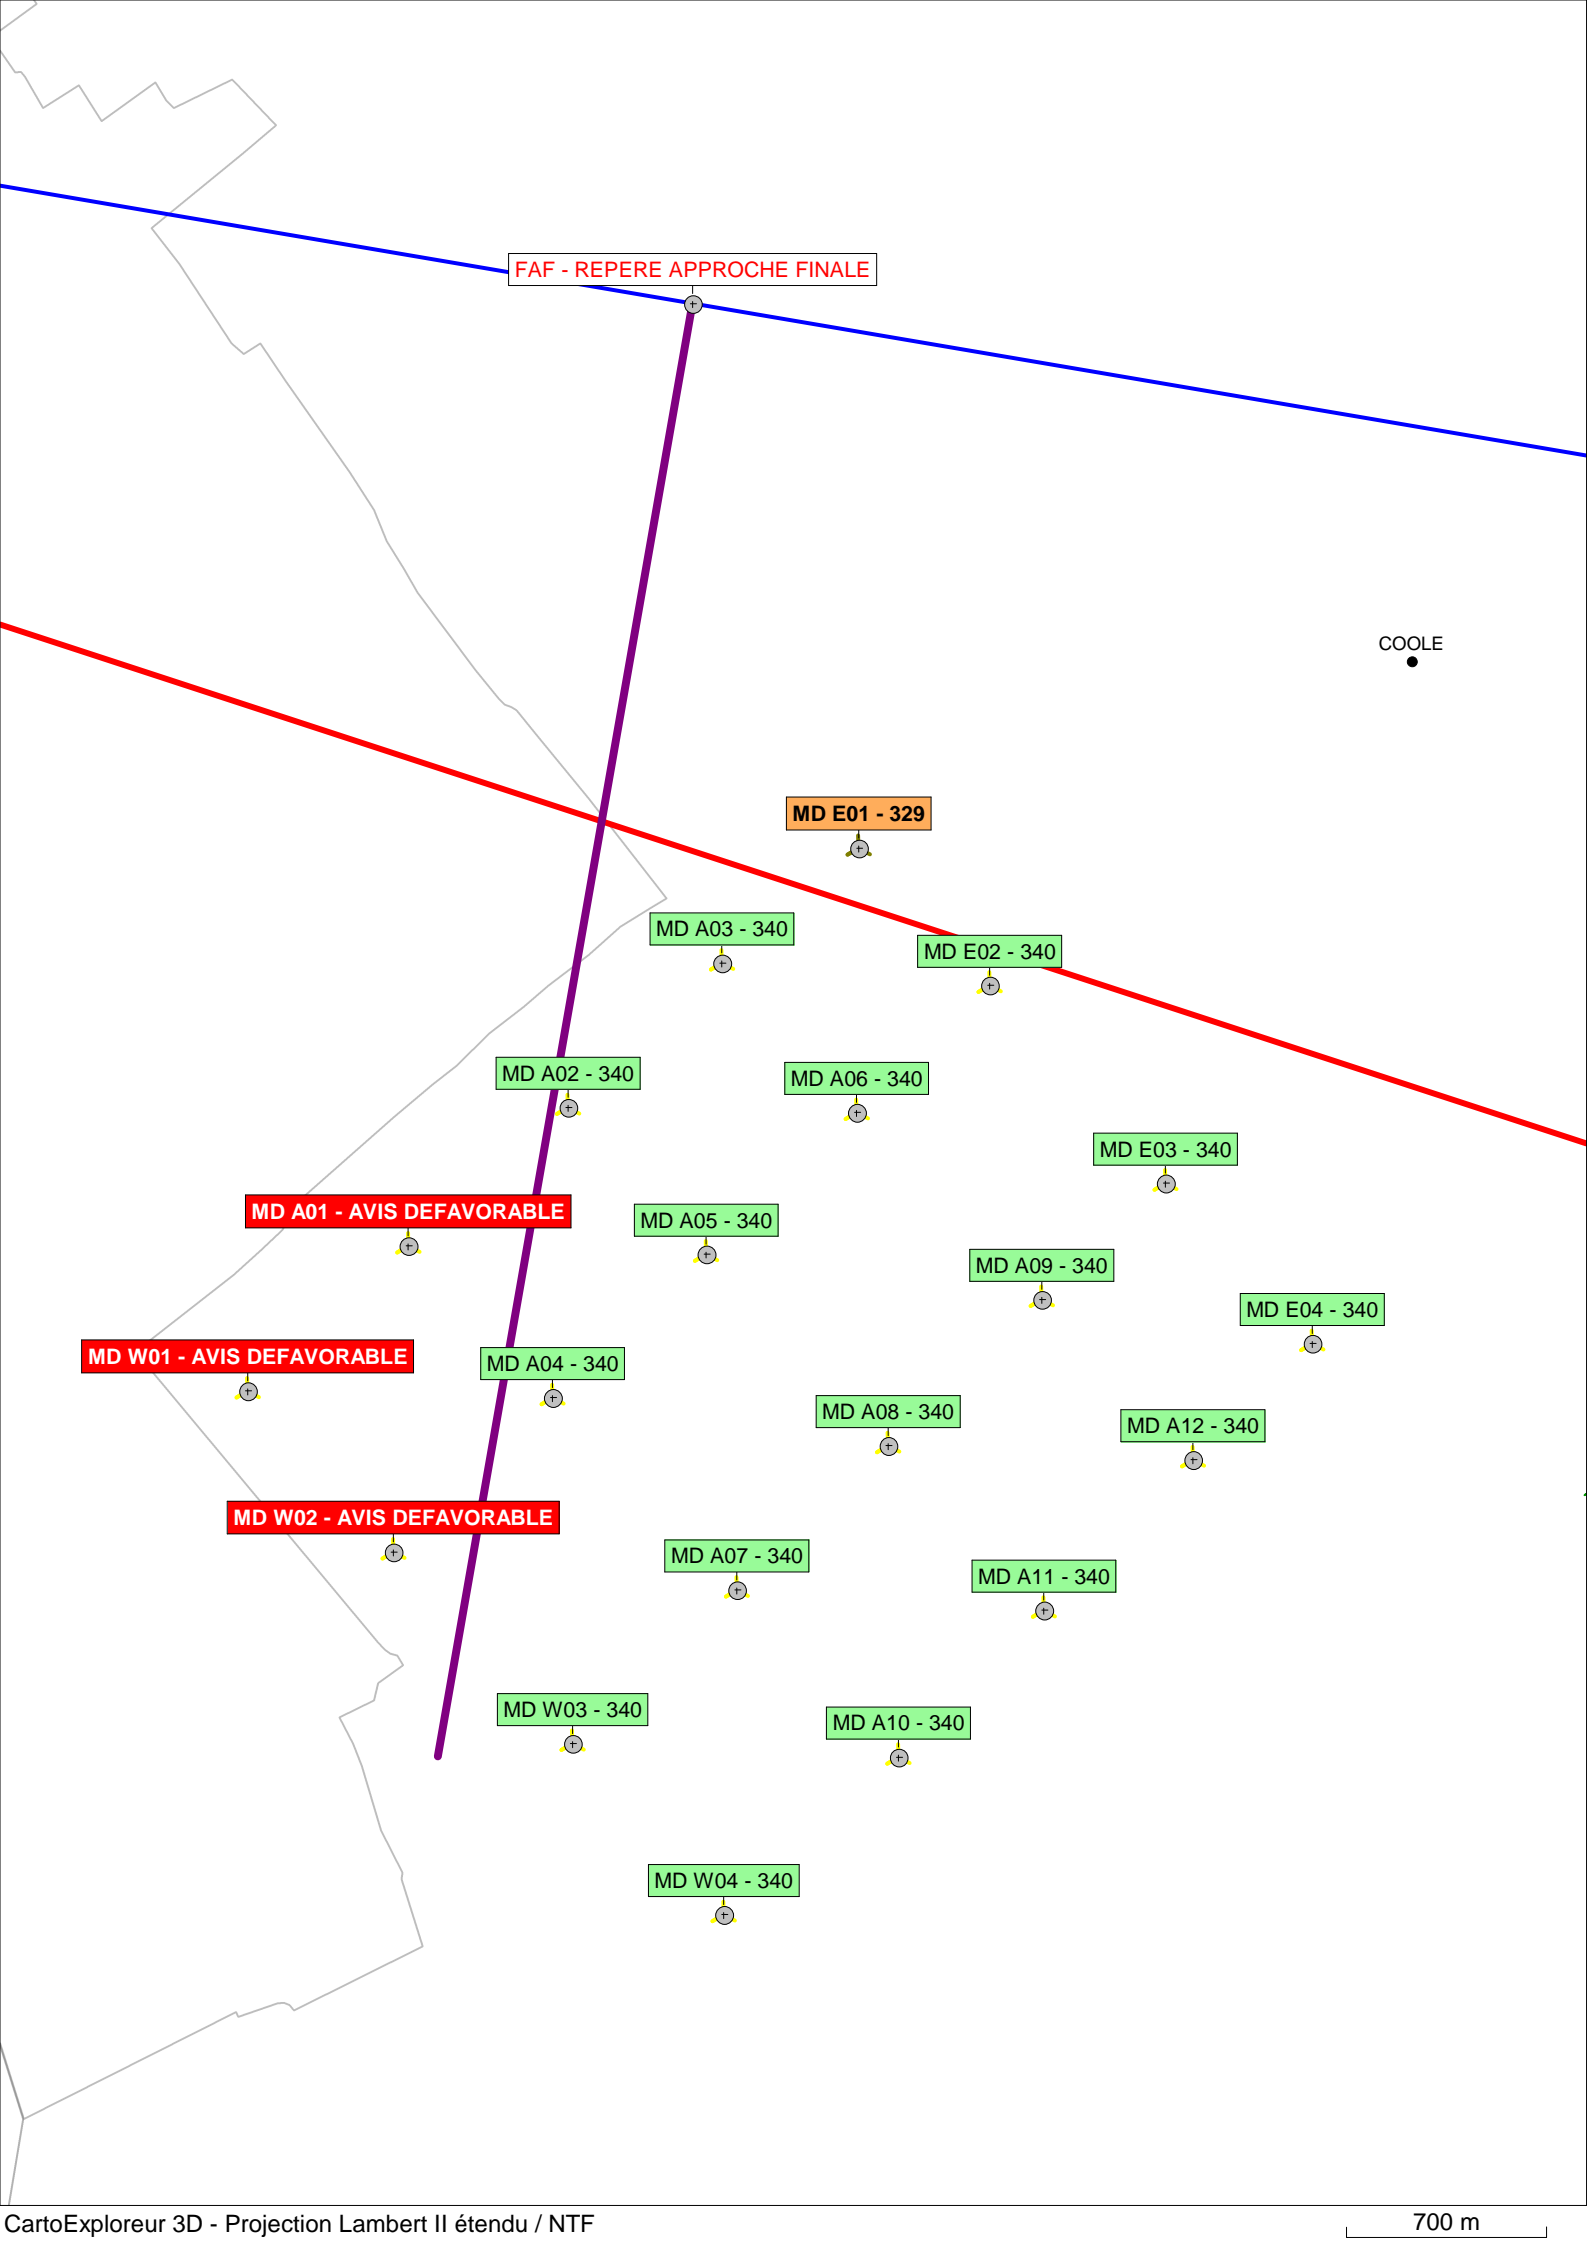 FAF - REPERE APPROCHE FINALE
COOLE
MD E01 - 329
MD A03 - 340
MD E02 - 340
MD A02 - 340
MD A06 - 340
MD E03 - 340
MD A01 - AVIS DEFAVORABLE
MD A05 - 340
MD A09 - 340
MD E04 - 340
MD W01 - AVIS DEFAVORABLE
MD A04 - 340
MD A08 - 340
MD A12 - 340
MD W02 - AVIS DEFAVORABLE
MD A07 - 340
MD A11 - 340
MD W03 - 340
MD A10 - 340
MD W04 - 340
CartoExploreur 3D - Projection Lambert II étendu / NTF
700 m